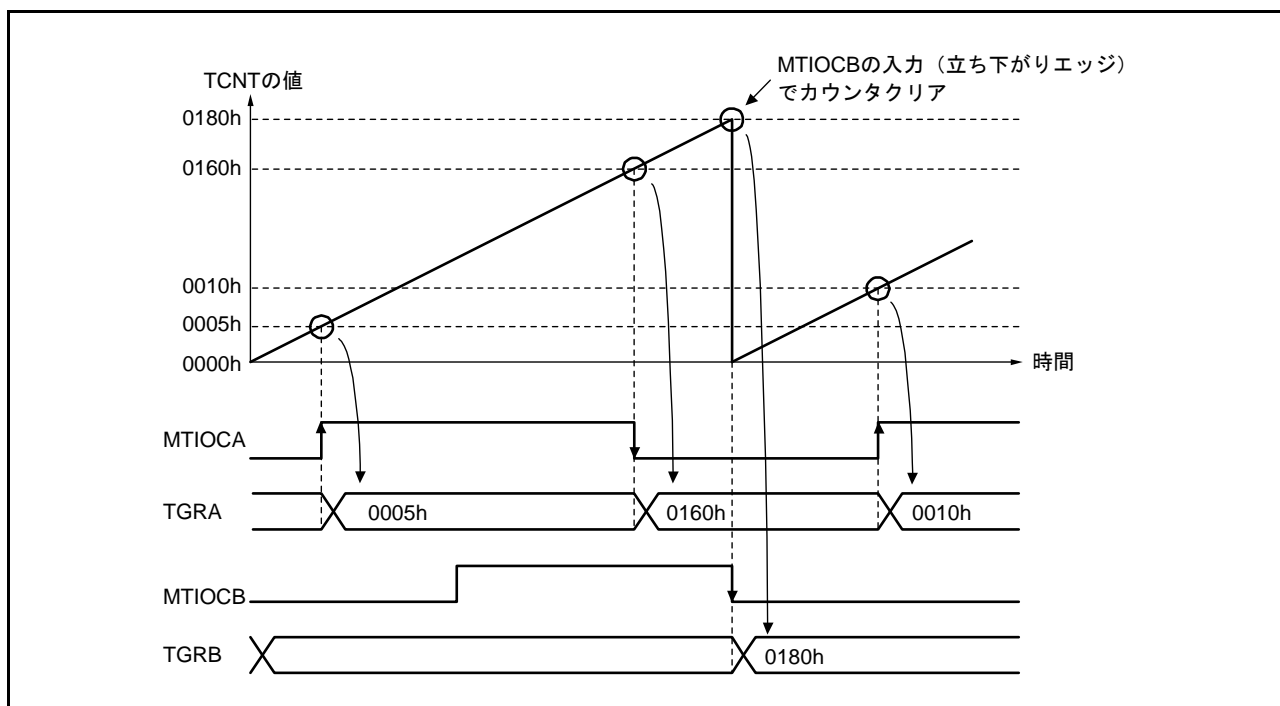 MTIOCBの入力（立ち下がりエッジ）
でカウンタクリア
TCNTの値
0180h
0160h
0010h
0005h
0000h
時間
MTIOCA
TGRA
0005h
0160h
0010h
MTIOCB
TGRB
0180h